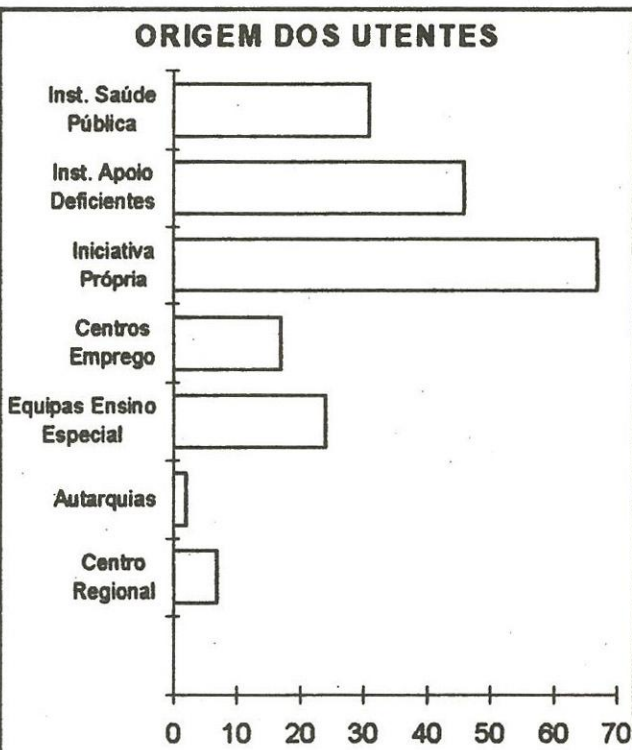 ORIGEM DOS UTENTES
Inst. Saúde
Pública
Inst. Apoio
Deficientes
Iniciativa
Própria
Centros
Emprego
Equipas Ensino
Especial
Autarquias
Centro
Regional
0 10 20 30 40 50 60 70